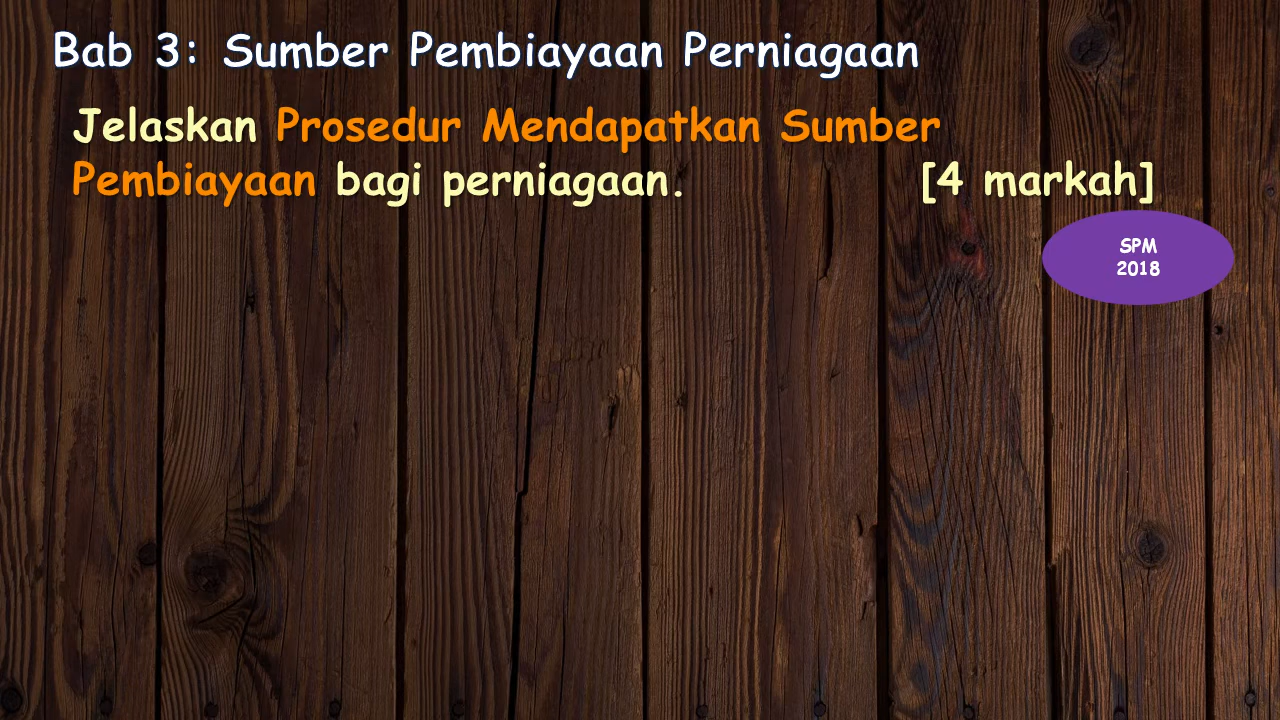 Bab 3: Sumber Pembiayaan Perniagaan
Jelaskan Prosedur Mendapatkan Sumber
Pembiayaan bagi perniagaan. [4 markah]
SPM
2018